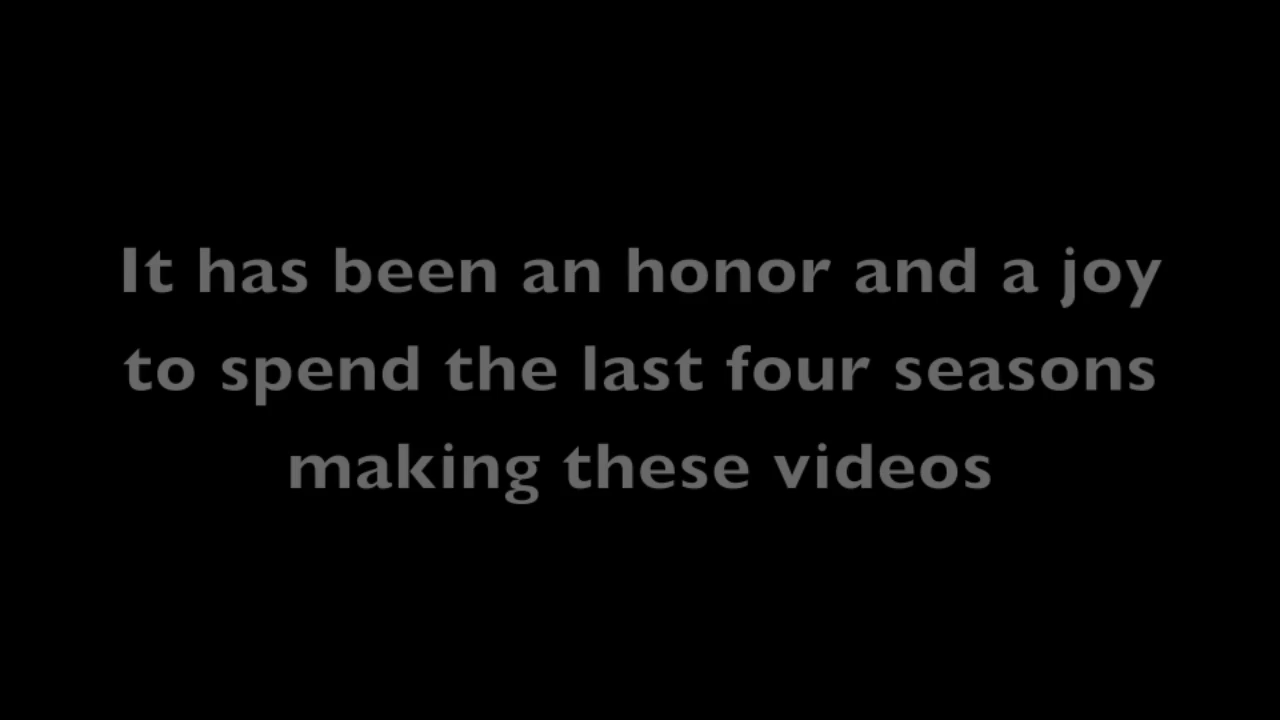 It has been an honor and a joy
to spend the last four seasons
making these videos